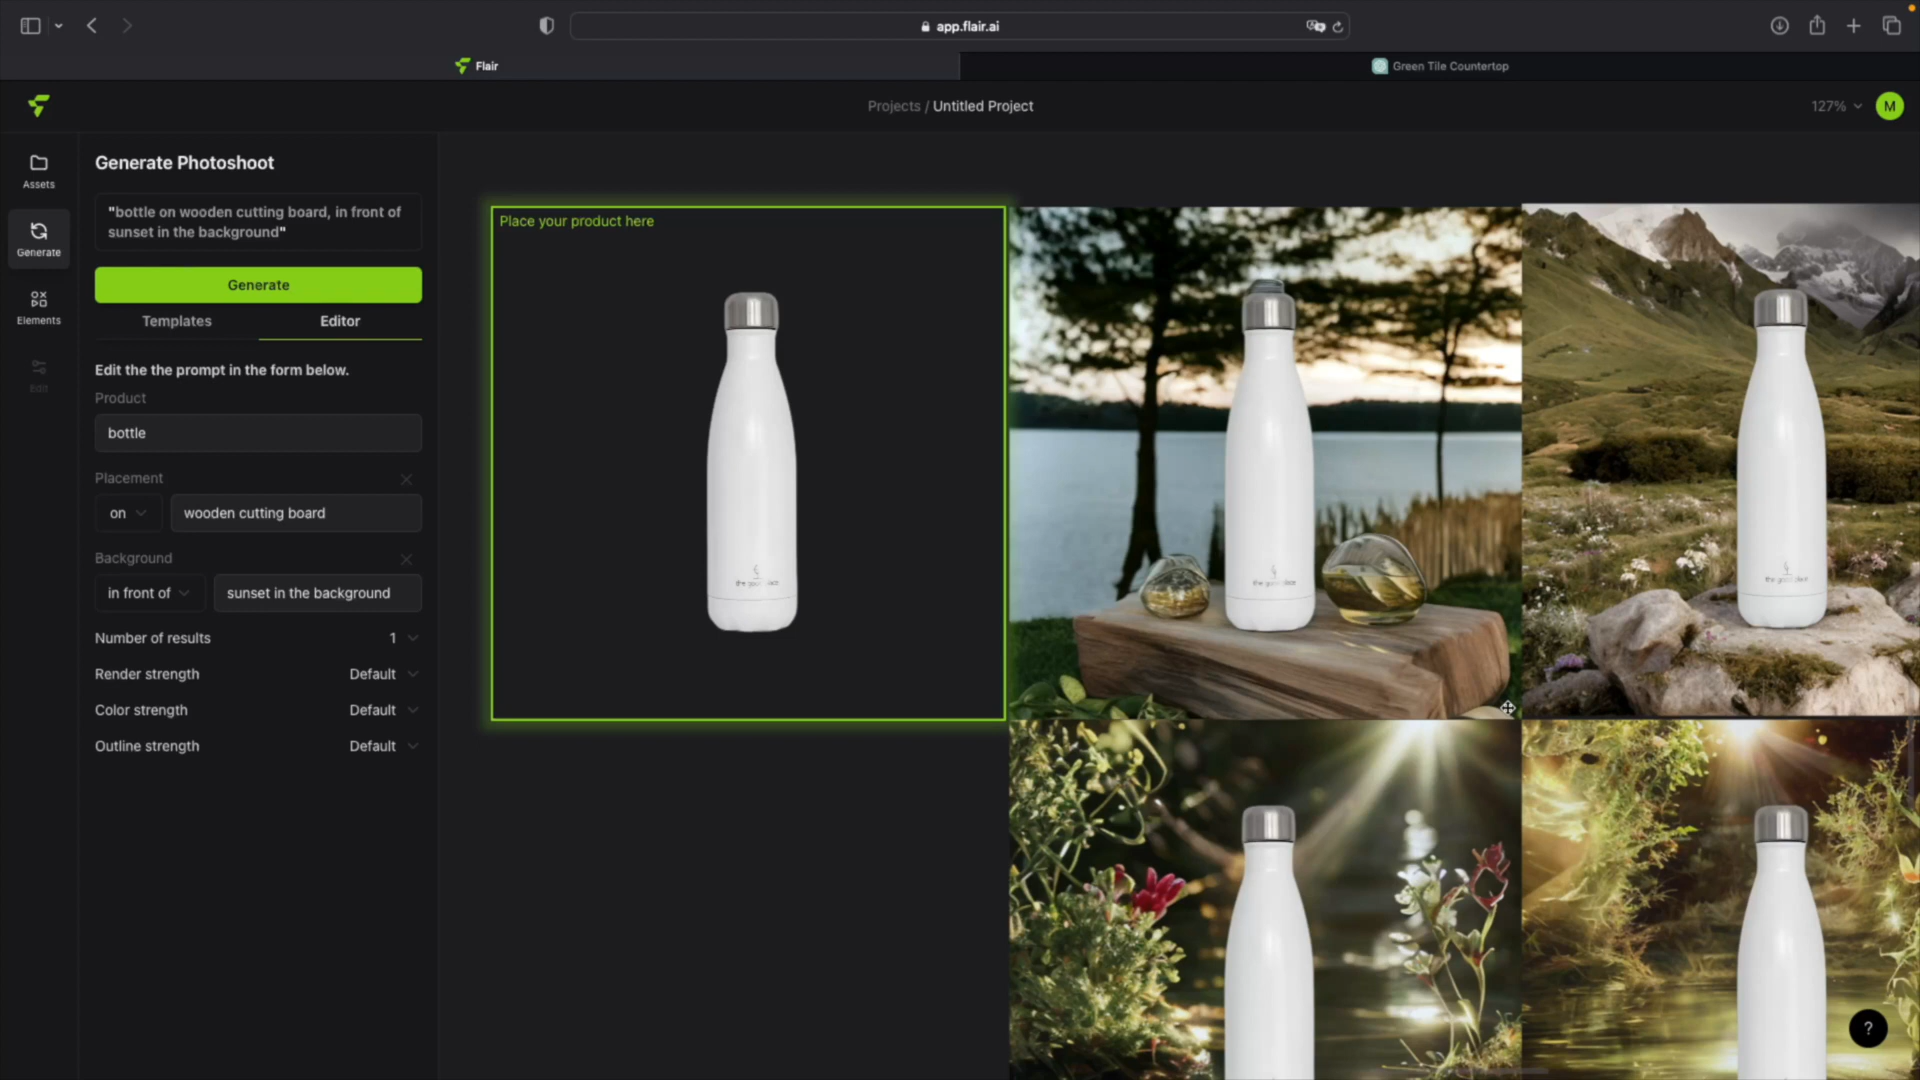 app.flair.ai
Flair
Green Tile Countertop
Projects / Untitled Project
127%
M
Assets
Generate
Elements
Edit
Generate Photoshoot
"bottle on wooden cutting board, in front of
sunset in the background"
Generate
Templates
Editor
Edit the the prompt in the form below.
Product
bottle
Placement
on
wooden cutting board
Background
in front of
sunset in the background
Number of results
1
Render strength
Default
Color strength
Default
Outline strength
Default
Place your product here
?